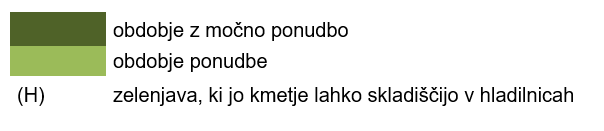 obdobje z močno ponudbo
obdobje ponudbe
(H) zelenjava, ki jo kmetje lahko skladiščijo v hladilnicah